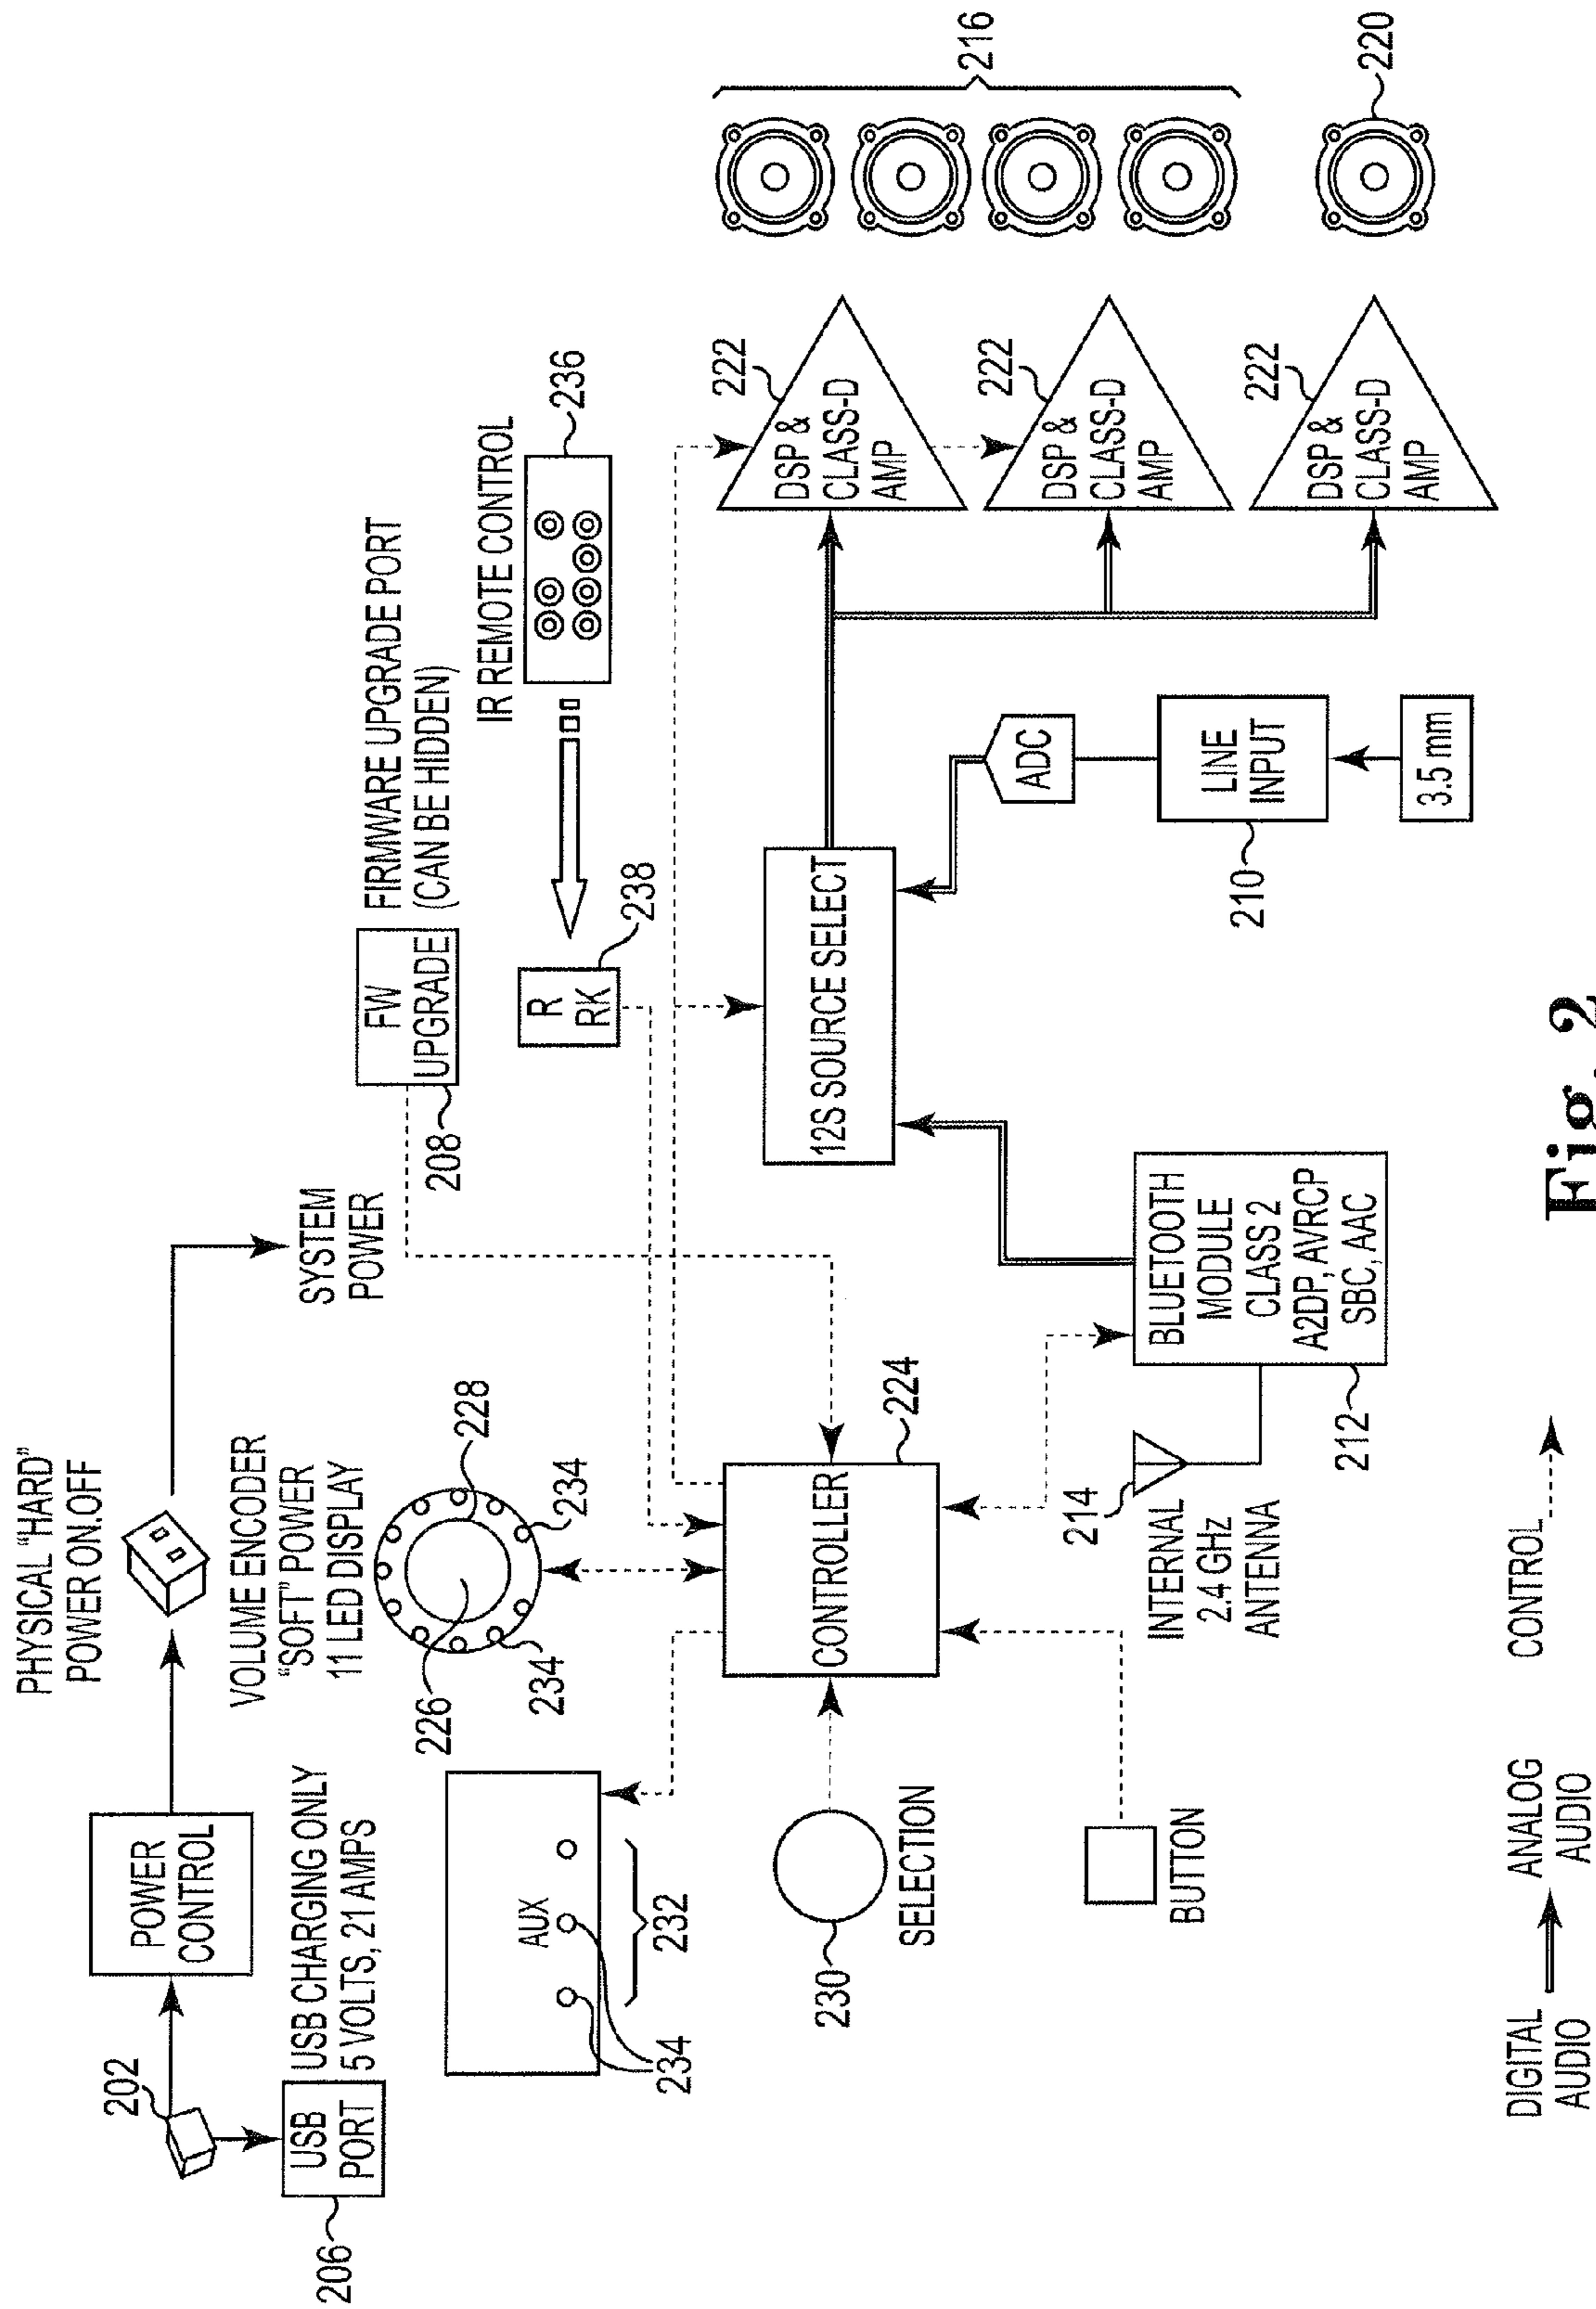 PHYSICAL "HARD"
POWER ON.OFF
POWER
CONTROL
202
USB
PORT
206
USB CHARGING ONLY
5 VOLTS, 21 AMPS
SYSTEM
POWER
VOLUME ENCODER
"SOFT" POWER
11 LED DISPLAY
226
228
234
234
FW
UPGRADE
208
FIRMWARE UPGRADE PORT
(CAN BE HIDDEN)
IR REMOTE CONTROL
236
R
RK
238
AUX
232
234
CONTROLLER
224
230
SELECTION
BUTTON
214
INTERNAL
2.4 GHz
ANTENNA
BLUETOOTH
MODULE
CLASS 2
A2DP, AVRCP
SBC, AAC
212
12S SOURCE SELECT
ADC
LINE
INPUT
210
3.5 mm
DSP &
CLASS-D
AMP
222
DSP &
CLASS-D
AMP
222
DSP &
CLASS-D
AMP
222
216
220
DIGITAL
AUDIO
ANALOG
AUDIO
CONTROL
Fig. 2